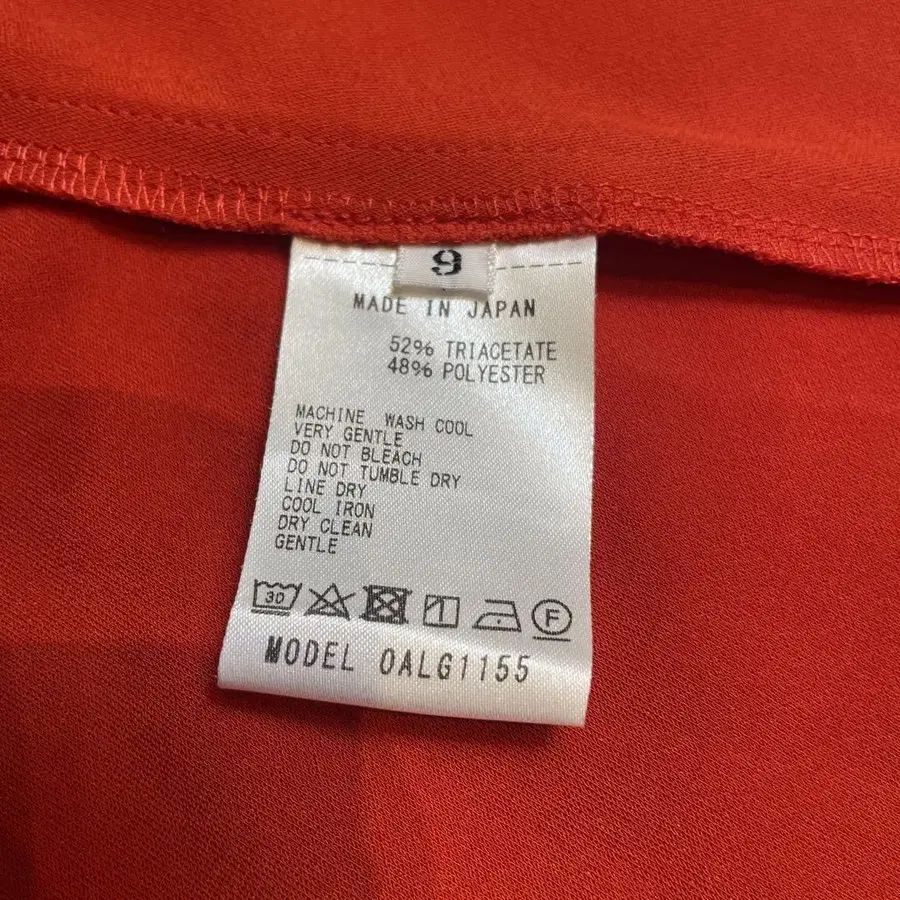 9
MADE IN JAPAN
52% TRIACETATE
48% POLYESTER
MACHINE WASH COOL
VERY GENTLE
DO NOT BLEACH
DO NOT TUMBLE DRY
LINE DRY
COOL IRON
DRY CLEAN
GENTLE
30 F
MODEL OALG1155